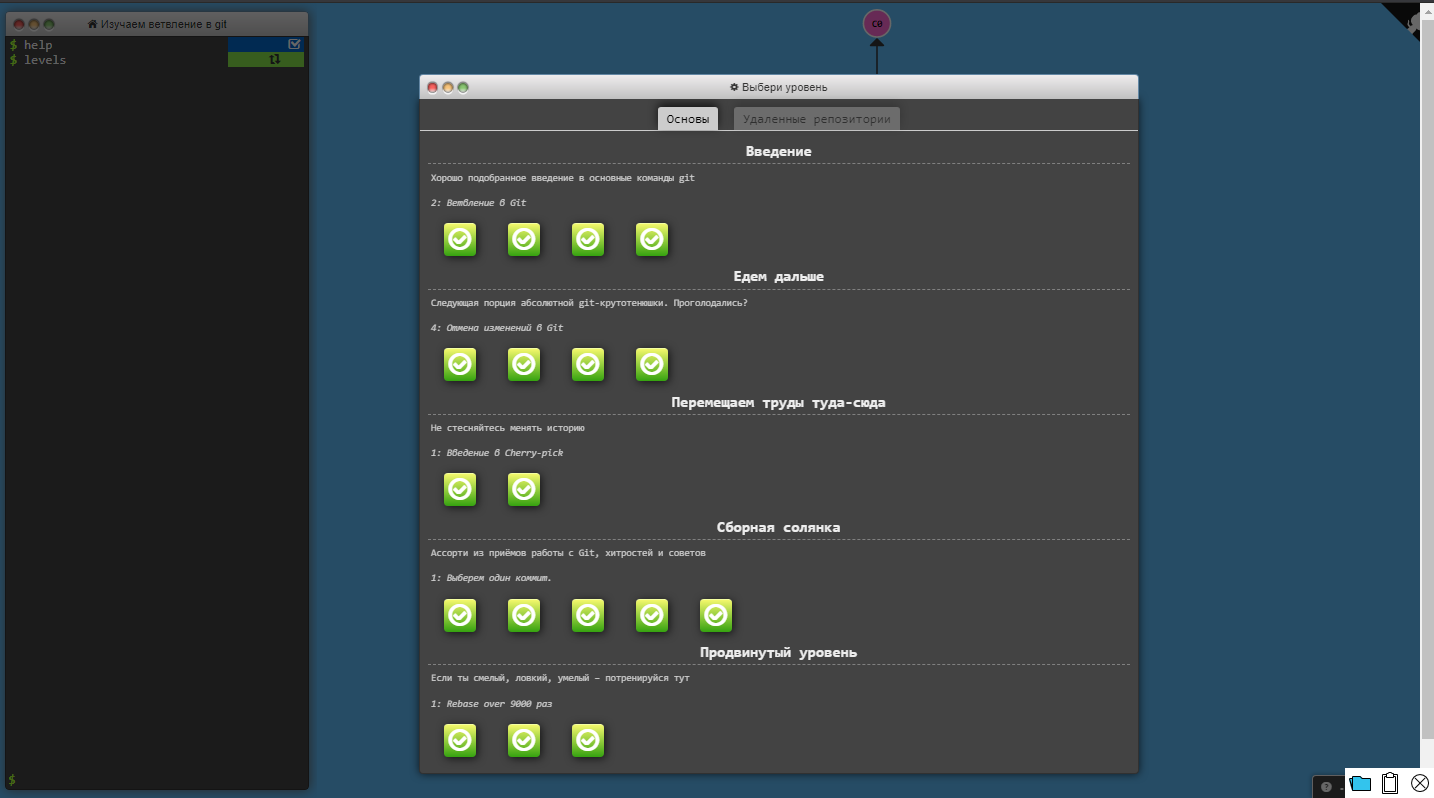 Изучаем ветвление в git
$ help
$ levels
c0
Выбери уровень
Основы
Удаленные репозитории
Введение
Хорошо подобранное введение в основные команды git
2: Ветвление в Git
Едем дальше
Следующая порция абсолютной git-крутотенюшки. Проголодались?
4: Отмена изменений в Git
Перемещаем труды туда-сюда
Не стесняйтесь менять историю
1: Введение в Cherry-pick
Сборная солянка
Ассорти из приёмов работы с Git, хитростей и советов
1: Выберем один коммит.
Продвинутый уровень
Если ты смелый, ловкий, умелый – потренируйся тут
1: Rebase over 9000 раз
$